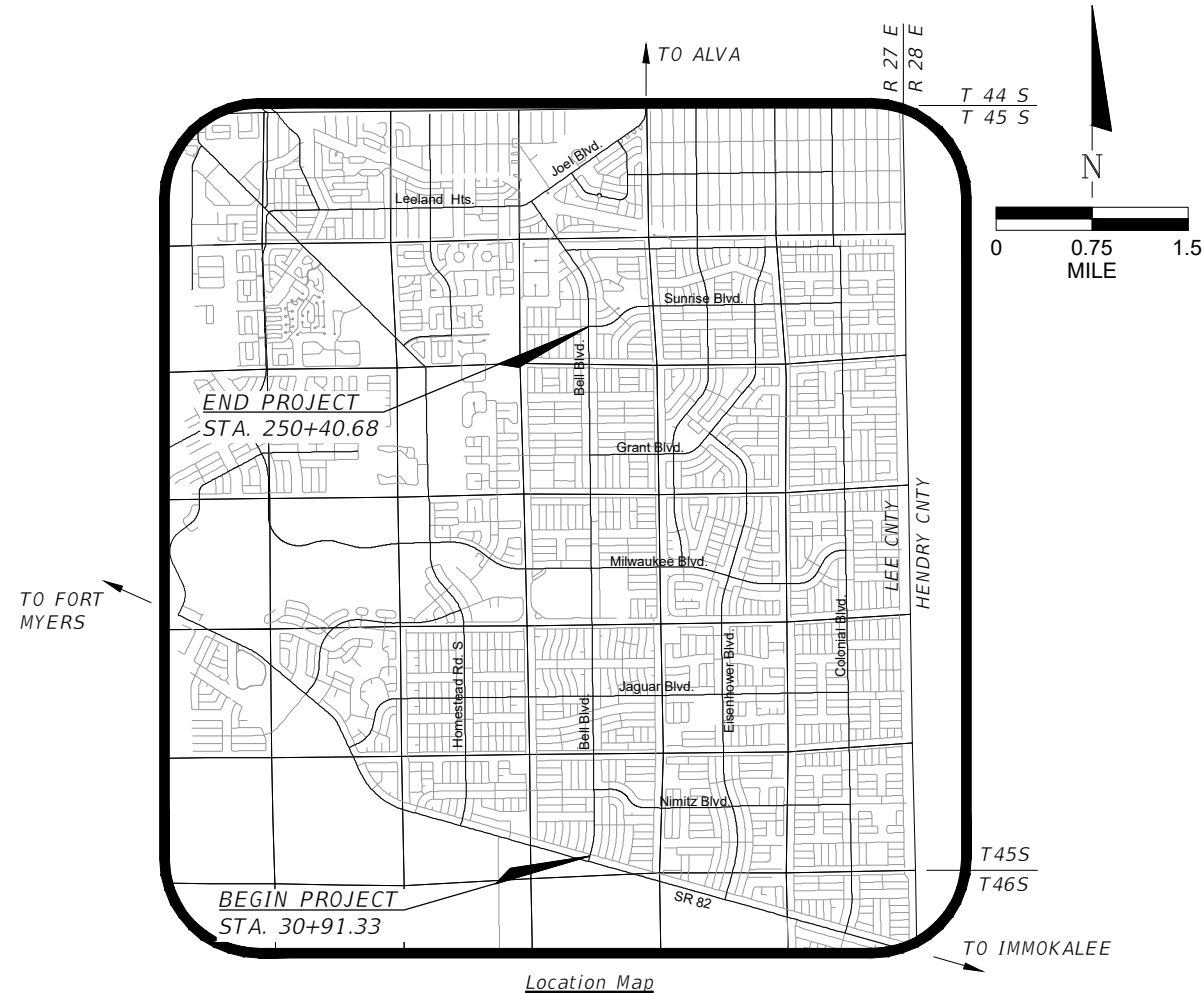 TO ALVA
R 27 E
R 28 E
T 44 S
T 45 S
N
0 0.75 1.5
MILE
Joel Blvd.
Leeland Hts.
Sunrise Blvd.
Bell Blvd.
END PROJECT
STA. 250+40.68
Grant Blvd.
LEE CNTY
HENDRY CNTY
Milwaukee Blvd.
TO FORT
MYERS
Colonial Blvd.
Homestead Rd. S
Eisenhower Blvd.
Jaguar Blvd.
Bell Blvd.
Nimitz Blvd.
T45S
T46S
BEGIN PROJECT
STA. 30+91.33
SR 82
TO IMMOKALEE
Location Map